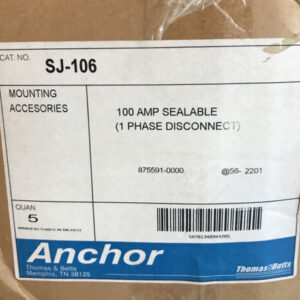 CAT. NO.
SJ-106
MOUNTING
ACCESORIES
100 AMP SEALABLE
(1 PHASE DISCONNECT)
875591-0000 @56- 2201
QUAN.
5
MANUFACTURED IN MEXICO
Anchor
Thomas & Betts
Memphis, TN 38125
Thomas&Betts